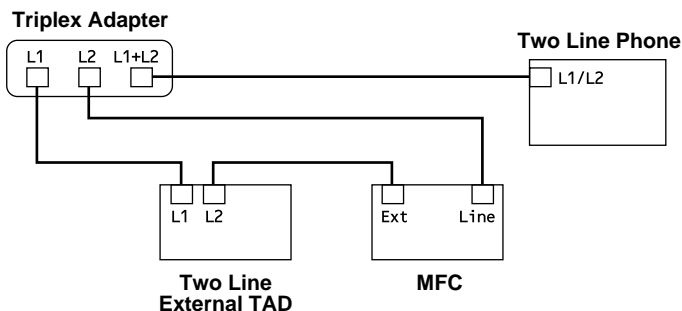 Triplex Adapter
L1 L2 L1+L2
Two Line Phone
L1/L2
L1 L2
Ext Line
Two Line
External TAD
MFC